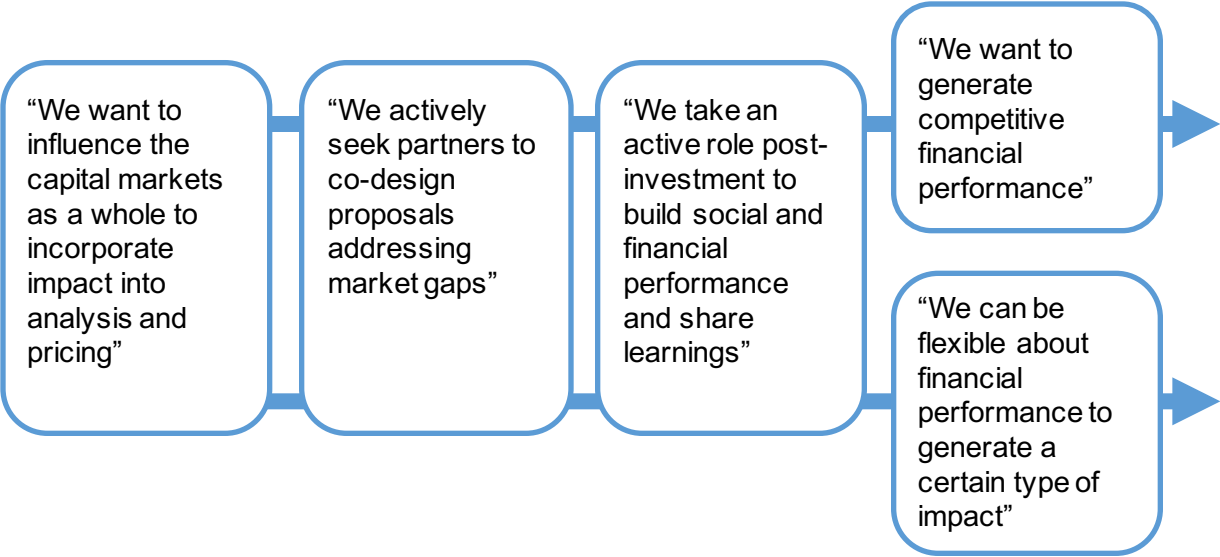 “We want to
influence the
capital markets
as a whole to
incorporate
impact into
analysis and
pricing”
“We actively
seek partners to
co-design
proposals
addressing
market gaps”
“We take an
active role post-
investment to
build social and
financial
performance
and share
learnings”
“We want to
generate
competitive
financial
performance”
“We can be
flexible about
financial
performance to
generate a
certain type of
impact”